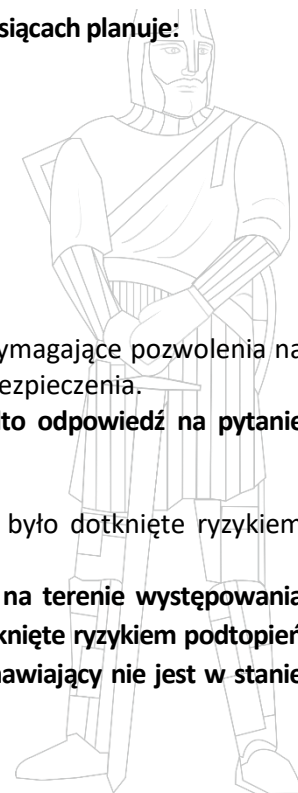 siącach planuje:
ymagające pozwolenia na
ezpieczenia.
lto odpowiedź na pytanie
było dotknięte ryzykiem
na terenie występowania
knięte ryzykiem podtopień
nawiający nie jest w stanie